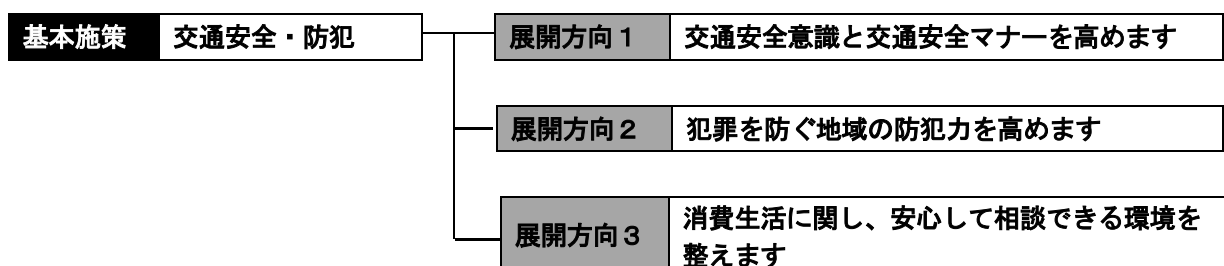 基本施策 交通安全・防犯
展開方向１ 交通安全意識と交通安全マナーを高めます
展開方向２ 犯罪を防ぐ地域の防犯力を高めます
展開方向３ 消費生活に関し、安心して相談できる環境を
整えます